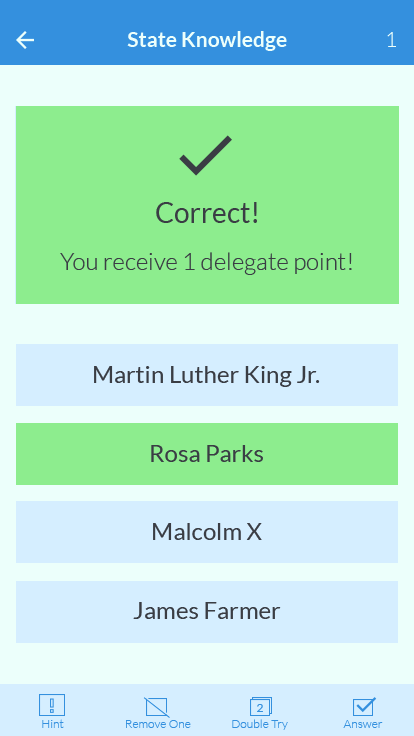 State Knowledge
1
Correct!
You receive 1 delegate point!
Martin Luther King Jr.
Rosa Parks
Malcolm X
James Farmer
2
Hint
Remove One
Double Try
Answer